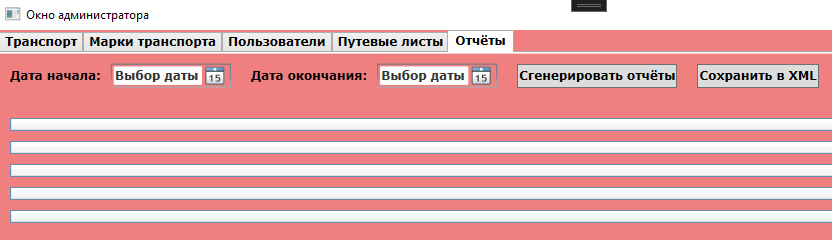 Окно администратора
Транспорт Марки транспорта Пользователи Путевые листы Отчёты
Дата начала: Выбор даты 15 Дата окончания: Выбор даты 15 Сгенерировать отчёты Сохранить в XML